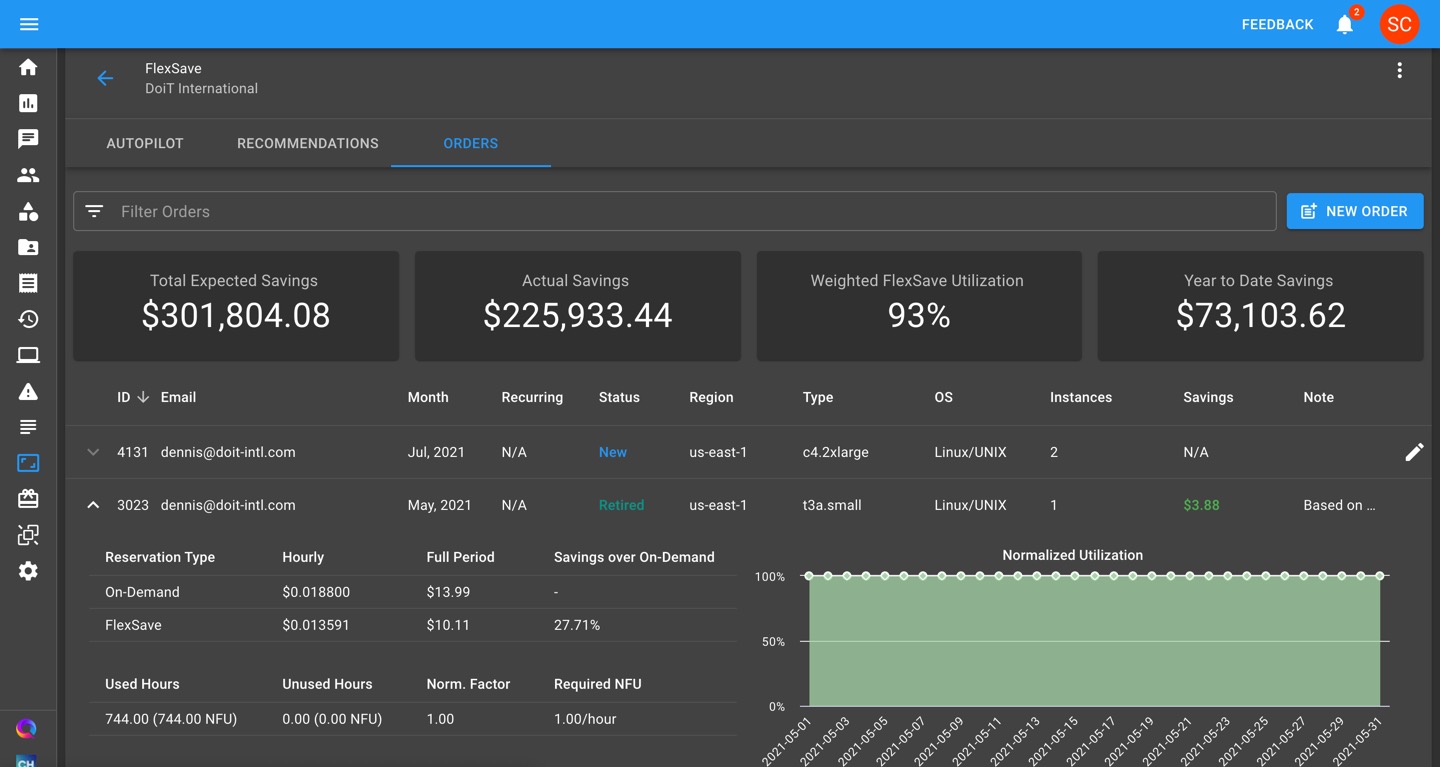 FEEDBACK 2 SC
FlexSave
DoiT International
AUTOPILOT RECOMMENDATIONS ORDERS
Filter Orders NEW ORDER
Total Expected Savings Actual Savings Weighted FlexSave Utilization Year to Date Savings
$301,804.08 $225,933.44 93% $73,103.62
ID Email Month Recurring Status Region Type OS Instances Savings Note
4131 dennis@doit-intl.com Jul, 2021 N/A New us-east-1 c4.2xlarge Linux/UNIX 2 N/A
3023 dennis@doit-intl.com May, 2021 N/A Retired us-east-1 t3a.small Linux/UNIX 1 $3.88 Based on ...
Reservation Type Hourly Full Period Savings over On-Demand
On-Demand $0.018800 $13.99 -
FlexSave $0.013591 $10.11 27.71%
Used Hours Unused Hours Norm. Factor Required NFU
744.00 (744.00 NFU) 0.00 (0.00 NFU) 1.00 1.00/hour
Normalized Utilization
100%
50%
0%
2021-05-01 2021-05-03 2021-05-05 2021-05-07 2021-05-09 2021-05-11 2021-05-13 2021-05-15 2021-05-17 2021-05-19 2021-05-21 2021-05-23 2021-05-25 2021-05-27 2021-05-29 2021-05-31
CH